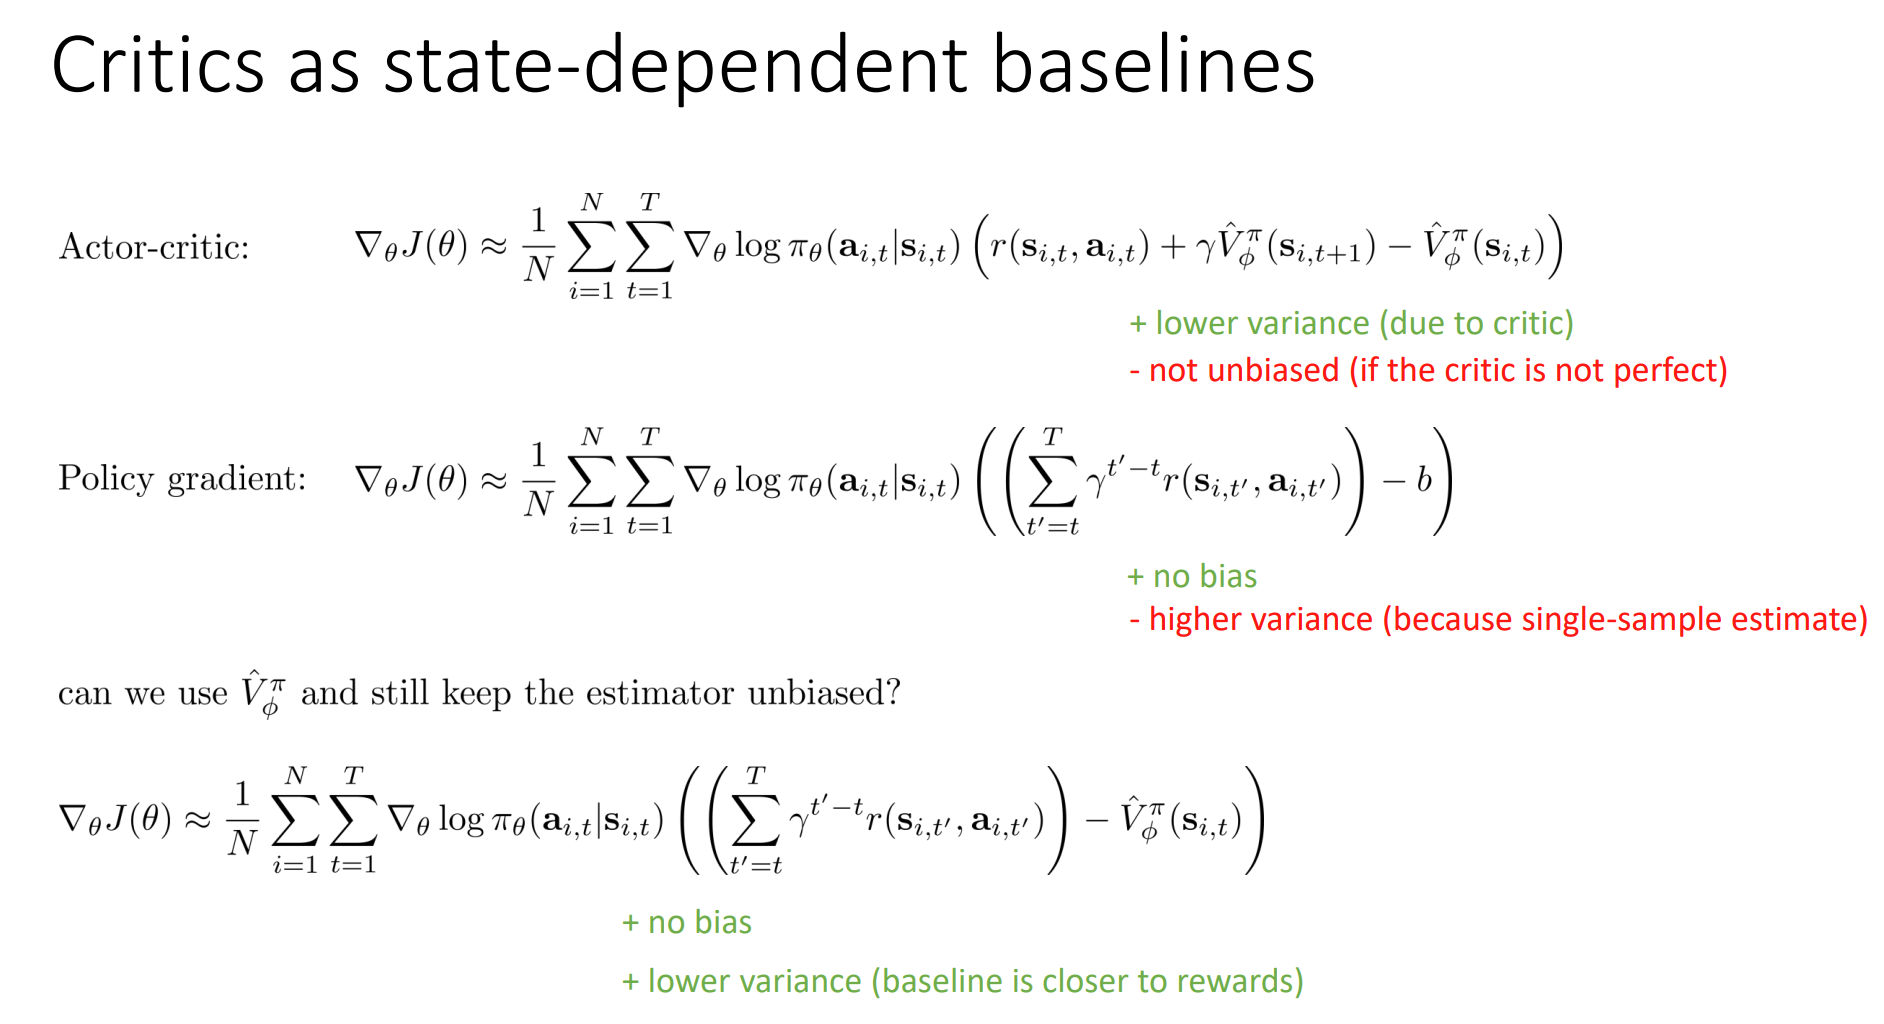 Critics as state-dependent baselines
Actor-critic: $\nabla_\theta J(\theta) \approx \frac{1}{N} \sum_{i=1}^{N} \sum_{t=1}^{T} \nabla_\theta \log \pi_\theta(\mathbf{a}_{i,t}|\mathbf{s}_{i,t}) \left( r(\mathbf{s}_{i,t}, \mathbf{a}_{i,t}) + \gamma \hat{V}_\phi^\pi(\mathbf{s}_{i,t+1}) - \hat{V}_\phi^\pi(\mathbf{s}_{i,t}) \right)$
+ lower variance (due to critic)
- not unbiased (if the critic is not perfect)
Policy gradient: $\nabla_\theta J(\theta) \approx \frac{1}{N} \sum_{i=1}^{N} \sum_{t=1}^{T} \nabla_\theta \log \pi_\theta(\mathbf{a}_{i,t}|\mathbf{s}_{i,t}) \left( \left( \sum_{t'=t}^{T} \gamma^{t'-t} r(\mathbf{s}_{i,t'}, \mathbf{a}_{i,t'}) \right) - b \right)$
+ no bias
- higher variance (because single-sample estimate)
can we use $\hat{V}_\phi^\pi$ and still keep the estimator unbiased?
$\nabla_\theta J(\theta) \approx \frac{1}{N} \sum_{i=1}^{N} \sum_{t=1}^{T} \nabla_\theta \log \pi_\theta(\mathbf{a}_{i,t}|\mathbf{s}_{i,t}) \left( \left( \sum_{t'=t}^{T} \gamma^{t'-t} r(\mathbf{s}_{i,t'}, \mathbf{a}_{i,t'}) \right) - \hat{V}_\phi^\pi(\mathbf{s}_{i,t}) \right)$
+ no bias
+ lower variance (baseline is closer to rewards)